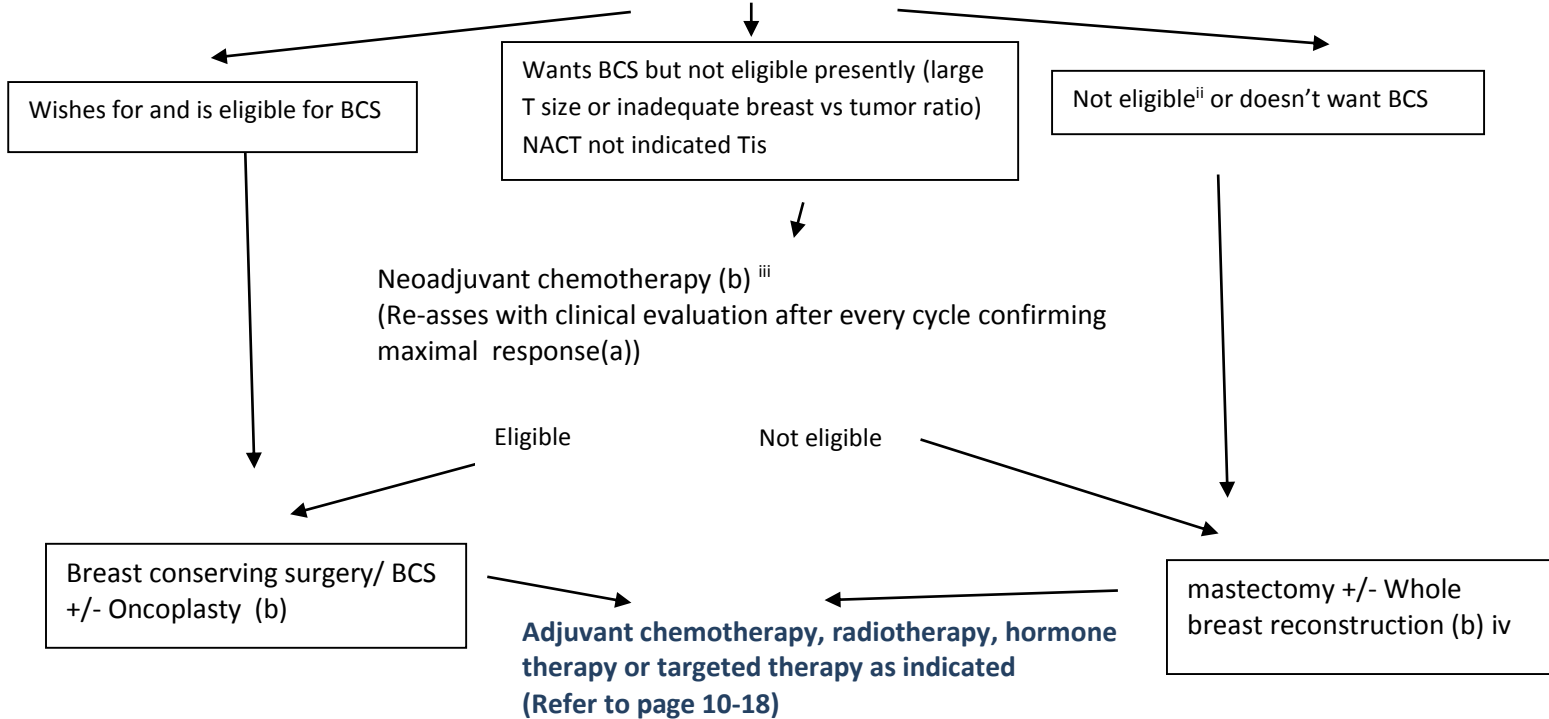 Wishes for and is eligible for BCS
Wants BCS but not eligible presently (large
T size or inadequate breast vs tumor ratio)
NACT not indicated Tis
Not eligibleⁱⁱ or doesn’t want BCS
Neoadjuvant chemotherapy (b) ⁱⁱⁱ
(Re-asses with clinical evaluation after every cycle confirming
maximal response(a))
Eligible
Not eligible
Breast conserving surgery/ BCS
+/- Oncoplasty (b)
mastectomy +/- Whole
breast reconstruction (b) iv
Adjuvant chemotherapy, radiotherapy, hormone
therapy or targeted therapy as indicated
(Refer to page 10-18)